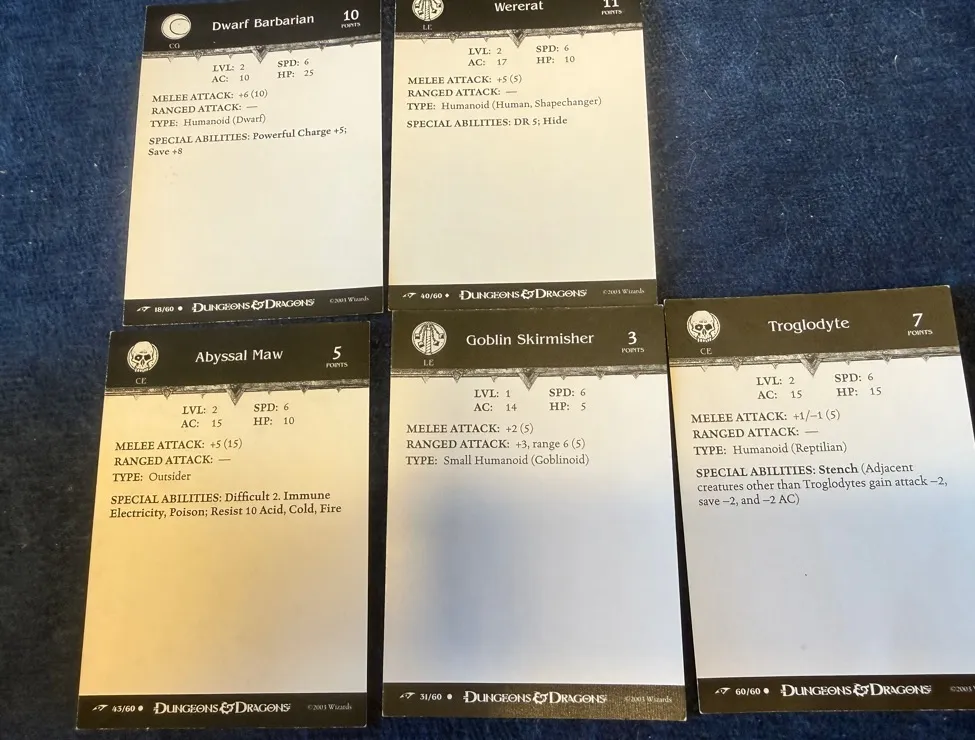 Dwarf Barbarian
10
POINTS
CG
LVL: 2 SPD: 6
AC: 10 HP: 25
MELEE ATTACK: +6 (10)
RANGED ATTACK: —
TYPE: Humanoid (Dwarf)
SPECIAL ABILITIES: Powerful Charge +5;
Save +8
18/60 ● DUNGEONS & DRAGONS ©2003 Wizards
Wererat
11
POINTS
LE
LVL: 2 SPD: 6
AC: 17 HP: 10
MELEE ATTACK: +5 (5)
RANGED ATTACK: —
TYPE: Humanoid (Human, Shapechanger)
SPECIAL ABILITIES: DR 5; Hide
40/60 ♦ DUNGEONS & DRAGONS ©2003 Wizards
Abyssal Maw
5
POINTS
CE
LVL: 2 SPD: 6
AC: 15 HP: 10
MELEE ATTACK: +5 (15)
RANGED ATTACK: —
TYPE: Outsider
SPECIAL ABILITIES: Difficult 2. Immune
Electricity, Poison; Resist 10 Acid, Cold, Fire
43/60 ● DUNGEONS & DRAGONS ©2003 Wizards
Goblin Skirmisher
3
POINTS
LE
LVL: 1 SPD: 6
AC: 14 HP: 5
MELEE ATTACK: +2 (5)
RANGED ATTACK: +3, range 6 (5)
TYPE: Small Humanoid (Goblinoid)
31/60 ● DUNGEONS & DRAGONS ©2003 Wizards
Troglodyte
7
POINTS
CE
LVL: 2 SPD: 6
AC: 15 HP: 15
MELEE ATTACK: +1/−1 (5)
RANGED ATTACK: —
TYPE: Humanoid (Reptilian)
SPECIAL ABILITIES: Stench (Adjacent
creatures other than Troglodytes gain attack −2,
save −2, and −2 AC)
60/60 ● DUNGEONS & DRAGONS ©2003